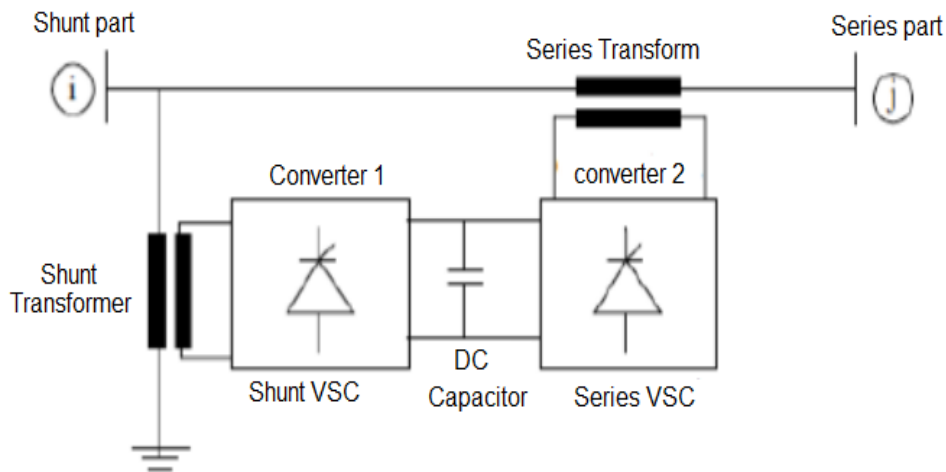 Shunt part
Series part
Series Transform
i
j
Converter 1
converter 2
Shunt
Transformer
DC
Capacitor
Shunt VSC
Series VSC